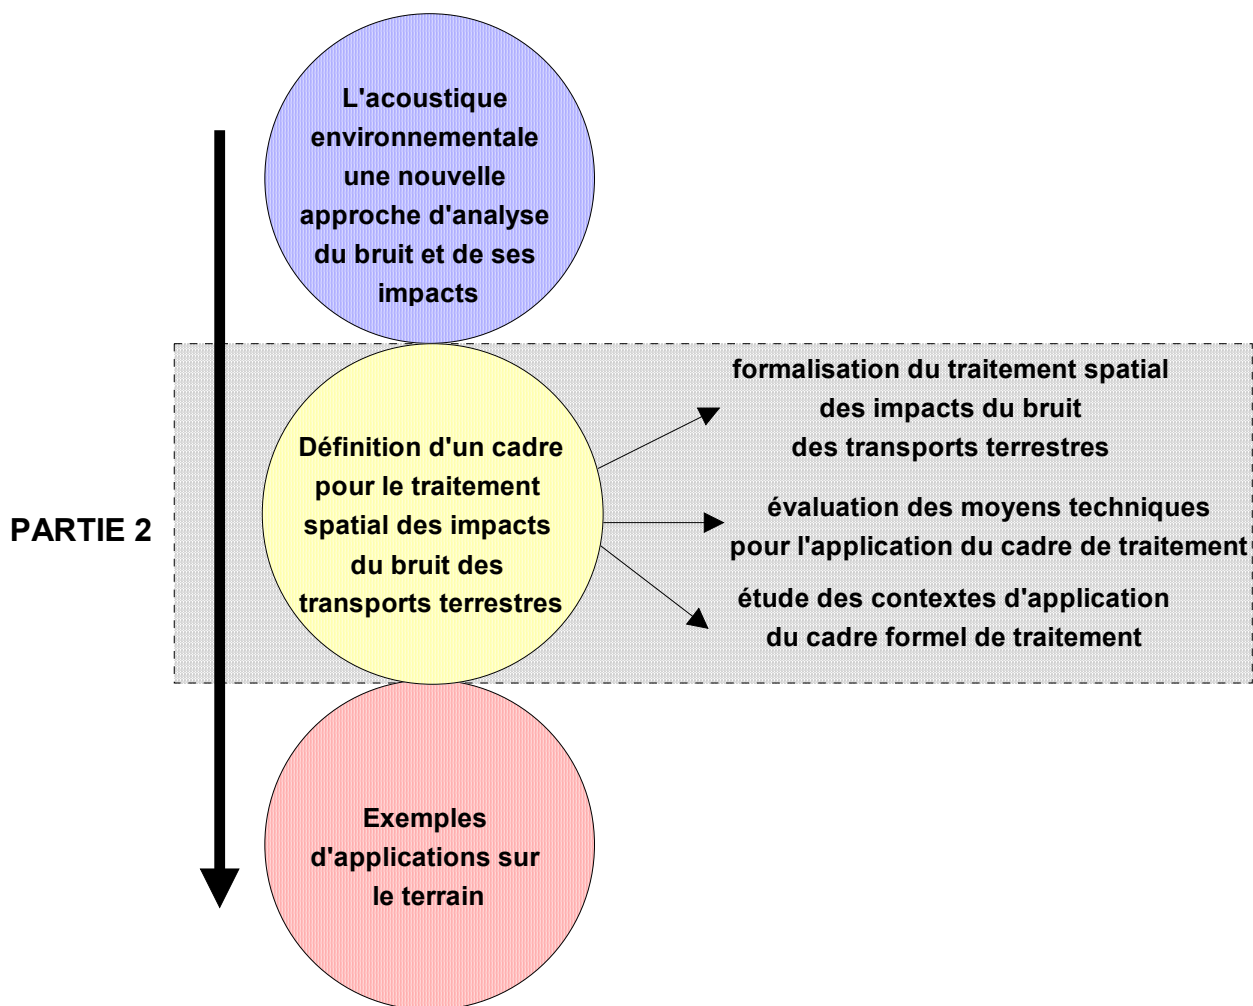 L'acoustique
environnementale
une nouvelle
approche d'analyse
du bruit et de ses
impacts
PARTIE 2
Définition d'un cadre
pour le traitement
spatial des impacts
du bruit des
transports terrestres
formalisation du traitement spatial
des impacts du bruit
des transports terrestres
évaluation des moyens techniques
pour l'application du cadre de traitement
étude des contextes d'application
du cadre formel de traitement
Exemples
d'applications sur
le terrain